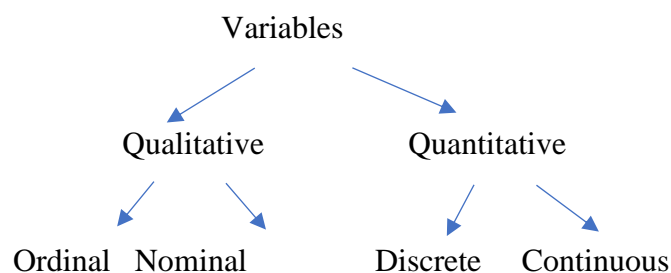 Variables
Qualitative Quantitative
Ordinal Nominal Discrete Continuous